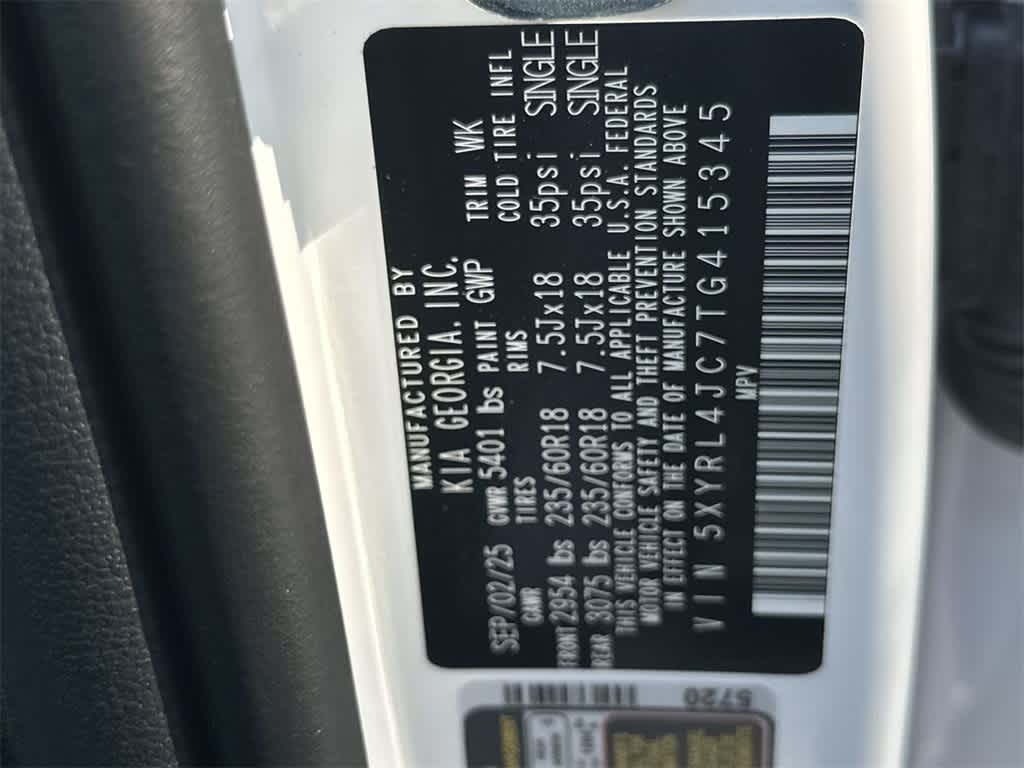 MANUFACTURED BY
KIA GEORGIA, INC.
SEP/02/25 GVWR 5401 lbs PAINT GWP TRIM WK
GAWR TIRES RIMS COLD TIRE INFL
FRONT 2954 lbs 235/60R18 7.5Jx18 35psi SINGLE
REAR 3075 lbs 235/60R18 7.5Jx18 35psi SINGLE
THIS VEHICLE CONFORMS TO ALL APPLICABLE U.S.A. FEDERAL
MOTOR VEHICLE SAFETY AND THEFT PREVENTION STANDARDS
IN EFFECT ON THE DATE OF MANUFACTURE SHOWN ABOVE
VIN 5XYRL4JC7TG415345
MPV
5720